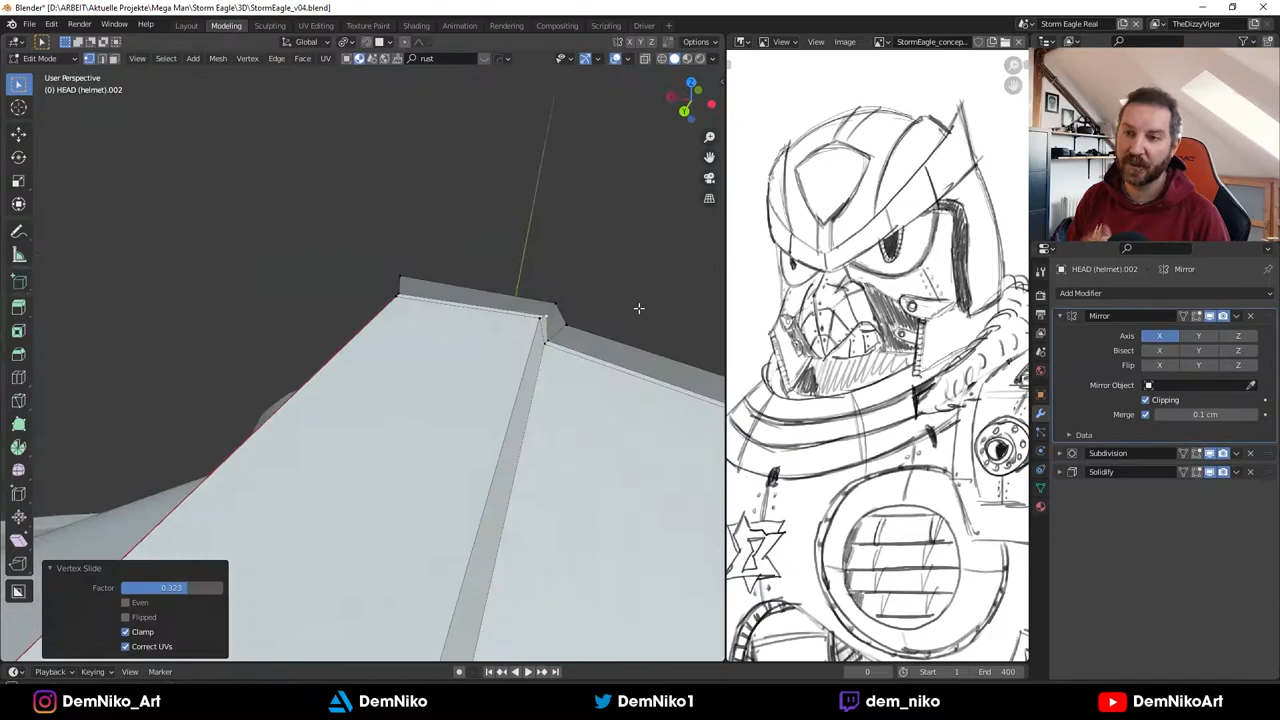 Blender* [D:\ARBEIT\Aktuelle Projekte\Mega Man\Storm Eagle\3D\StormEagle_v04.blend]
File Edit Render Window Help Layout Modeling Sculpting UV Editing Texture Paint Shading Animation Rendering Compositing Scripting Driver Storm Eagle Real TheDizzyViper
Global X Y Z Options View View Image StormEagle_concep...
Edit Mode View Select Add Mesh Vertex Edge Face UV rust
User Perspective
(0) HEAD (helmet).002
HEAD (helmet).002 Mirror
Add Modifier
Mirror
Axis X Y Z
Bisect X Y Z
Flip X Y Z
Mirror Object
Clipping
Merge 0.1 cm
Data
Subdivision
Solidify
Vertex Slide
Factor 0.323
Even
Flipped
Clamp
Correct UVs
Playback Keying View Marker 0 Start 1 End 400
DemNiko_Art DemNiko DemNiko1 dem_niko DemNikoArt